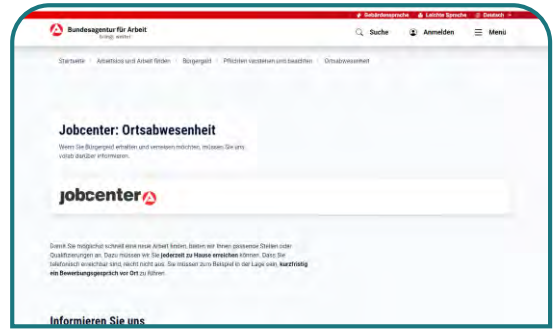 Gebärdensprache Leichte Sprache Deutsch
Bundesagentur für Arbeit
bringt weiter
Suche Anmelden Menü
Startseite Arbeitslos und Arbeit finden Bürgergeld Pflichten verstehen und beachten Ortsabwesenheit
Jobcenter: Ortsabwesenheit
Wenn Sie Bürgergeld erhalten und verreisen möchten, müssen Sie uns
vorab darüber informieren.
jobcenter
Damit Sie möglichst schnell eine neue Arbeit finden, bieten wir Ihnen passende Stellen oder
Qualifizierungen an. Dazu müssen wir Sie jederzeit zu Hause erreichen können. Dass Sie
telefonisch erreichbar sind, reicht nicht aus. Sie müssen zum Beispiel in der Lage sein, kurzfristig
ein Bewerbungsgespräch vor Ort zu führen.
Informieren Sie uns